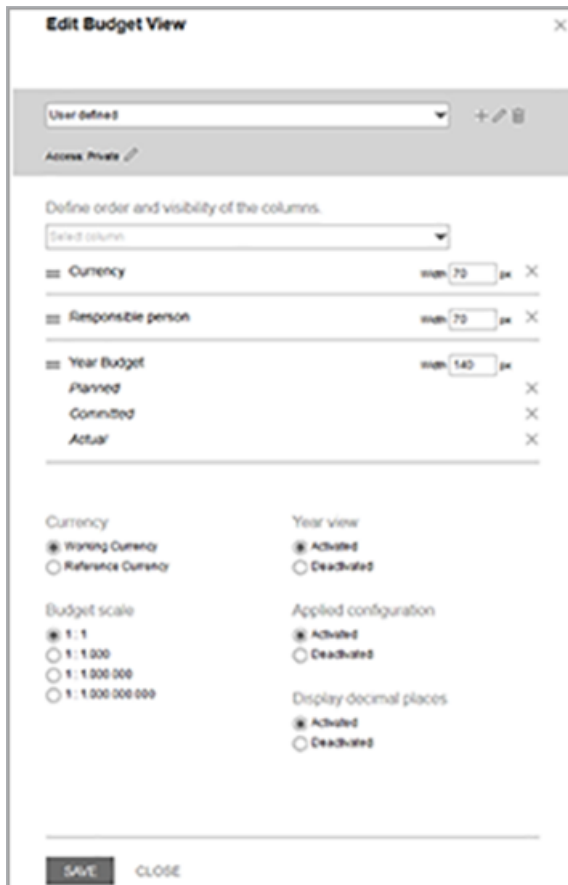 Edit Budget View
User defined
Access: Private
Define order and visibility of the columns.
Select column
Currency Width 70 px
Responsible person Width 70 px
Year Budget Width 140 px
Planned
Committed
Actual
Currency
Working Currency
Reference Currency
Year view
Activated
Deactivated
Budget scale
1 : 1
1 : 1.000
1 : 1.000.000
1 : 1.000.000.000
Applied configuration
Activated
Deactivated
Display decimal places
Activated
Deactivated
SAVE CLOSE